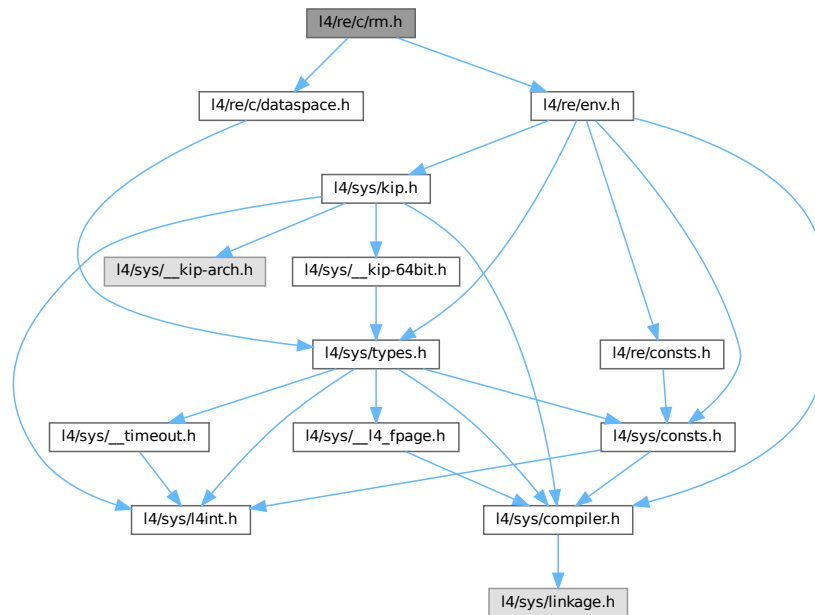 l4/re/c/rm.h
l4/re/c/dataspace.h
l4/re/env.h
l4/sys/kip.h
l4/sys/__kip-arch.h
l4/sys/__kip-64bit.h
l4/sys/types.h
l4/re/consts.h
l4/sys/__timeout.h
l4/sys/__l4_fpage.h
l4/sys/consts.h
l4/sys/l4int.h
l4/sys/compiler.h
l4/sys/linkage.h